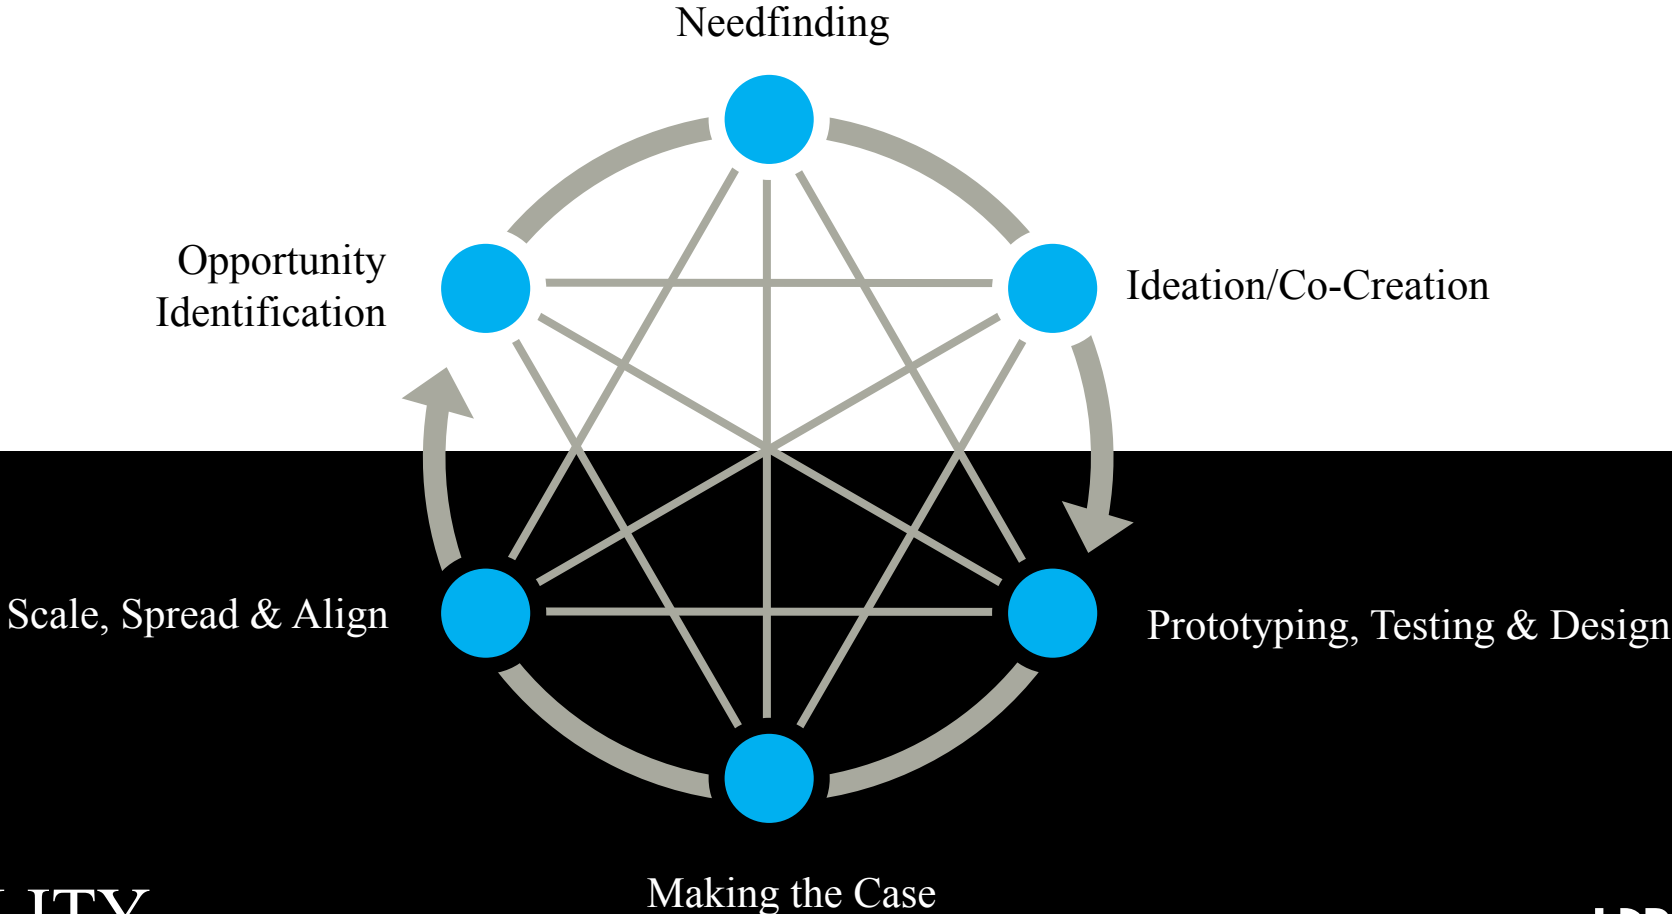 Needfinding
Opportunity
Identification
Ideation/Co-Creation
Scale, Spread & Align
Prototyping, Testing & Design
Making the Case